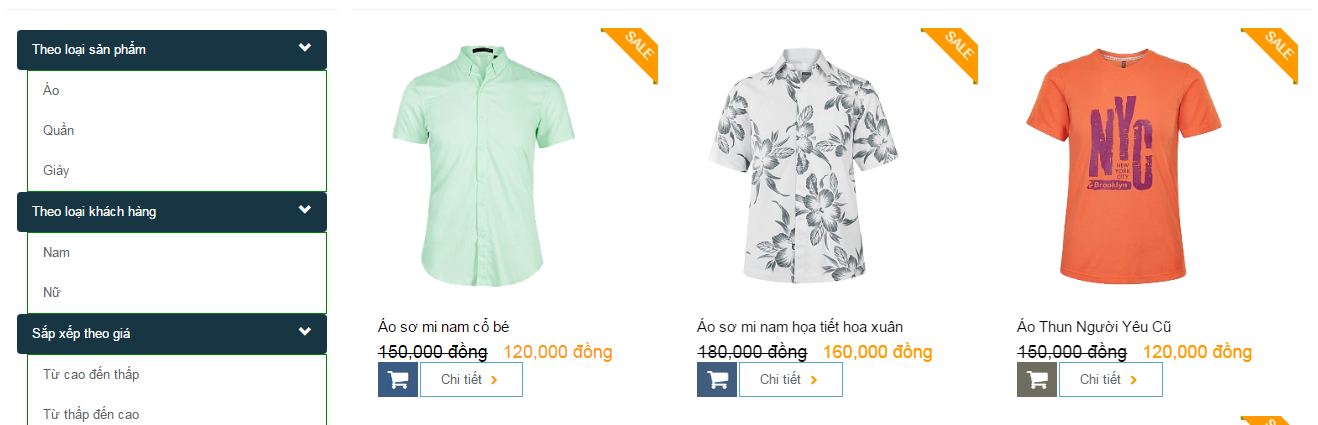 Theo loại sản phẩm
Áo
Quần
Giày
Theo loại khách hàng
Nam
Nữ
Sắp xếp theo giá
Từ cao đến thấp
Từ thấp đến cao
SALE
NYC
NEW
YORK
CITY
Brooklyn
SALE
SALE
Áo sơ mi nam cổ bé
150,000 đồng 120,000 đồng
Chi tiết
Áo sơ mi nam họa tiết hoa xuân
180,000 đồng 160,000 đồng
Chi tiết
Áo Thun Người Yêu Cũ
150,000 đồng 120,000 đồng
Chi tiết